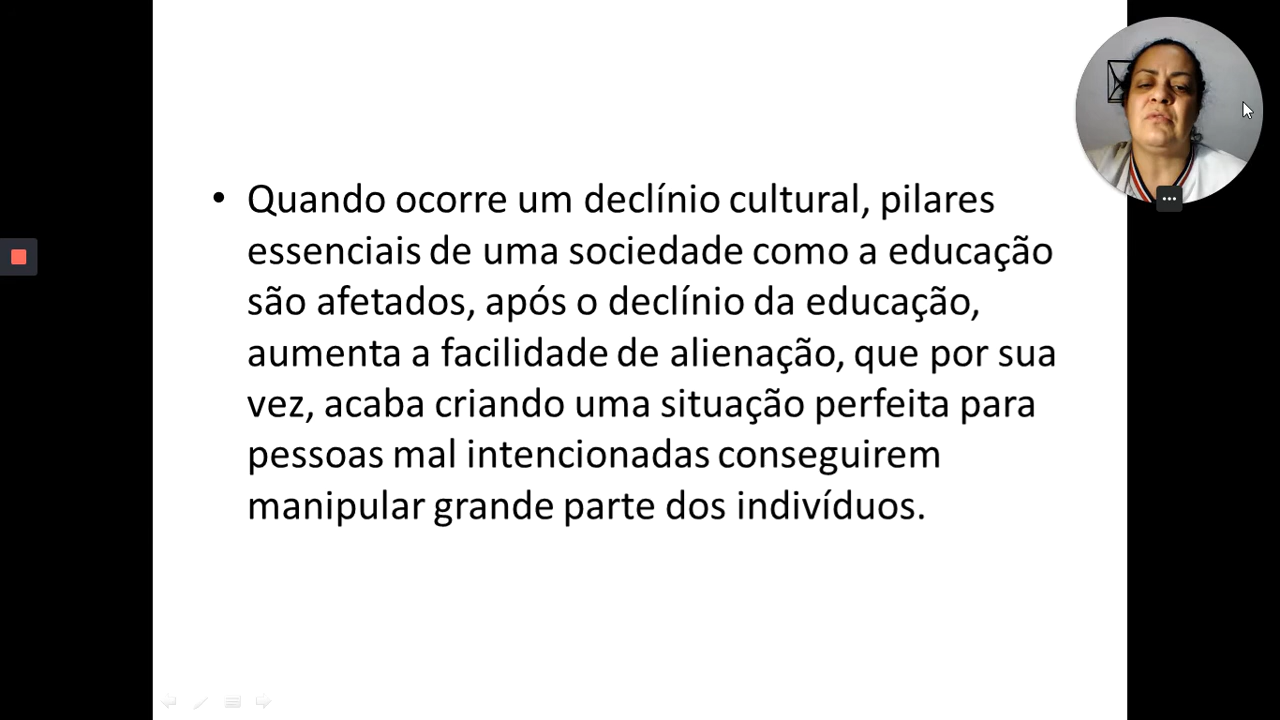 • Quando ocorre um declínio cultural, pilares
essenciais de uma sociedade como a educação
são afetados, após o declínio da educação,
aumenta a facilidade de alienação, que por sua
vez, acaba criando uma situação perfeita para
pessoas mal intencionadas conseguirem
manipular grande parte dos indivíduos.